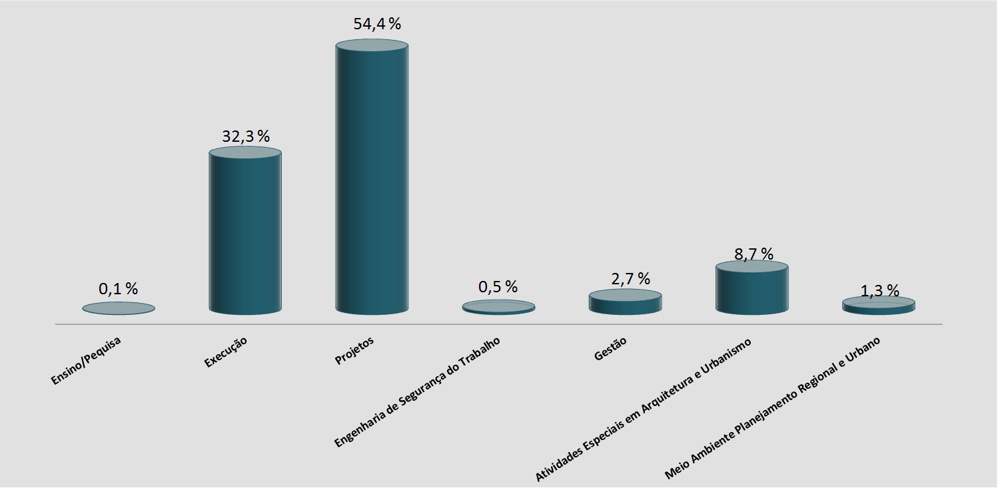 54,4 %
32,3 %
8,7 %
2,7 %
0,5 %
0,1 %
1,3 %
Ensino/Pequisa
Execução
Projetos
Engenharia de Segurança do Trabalho
Gestão
Atividades Especiais em Arquitetura e Urbanismo
Meio Ambiente Planejamento Regional e Urbano